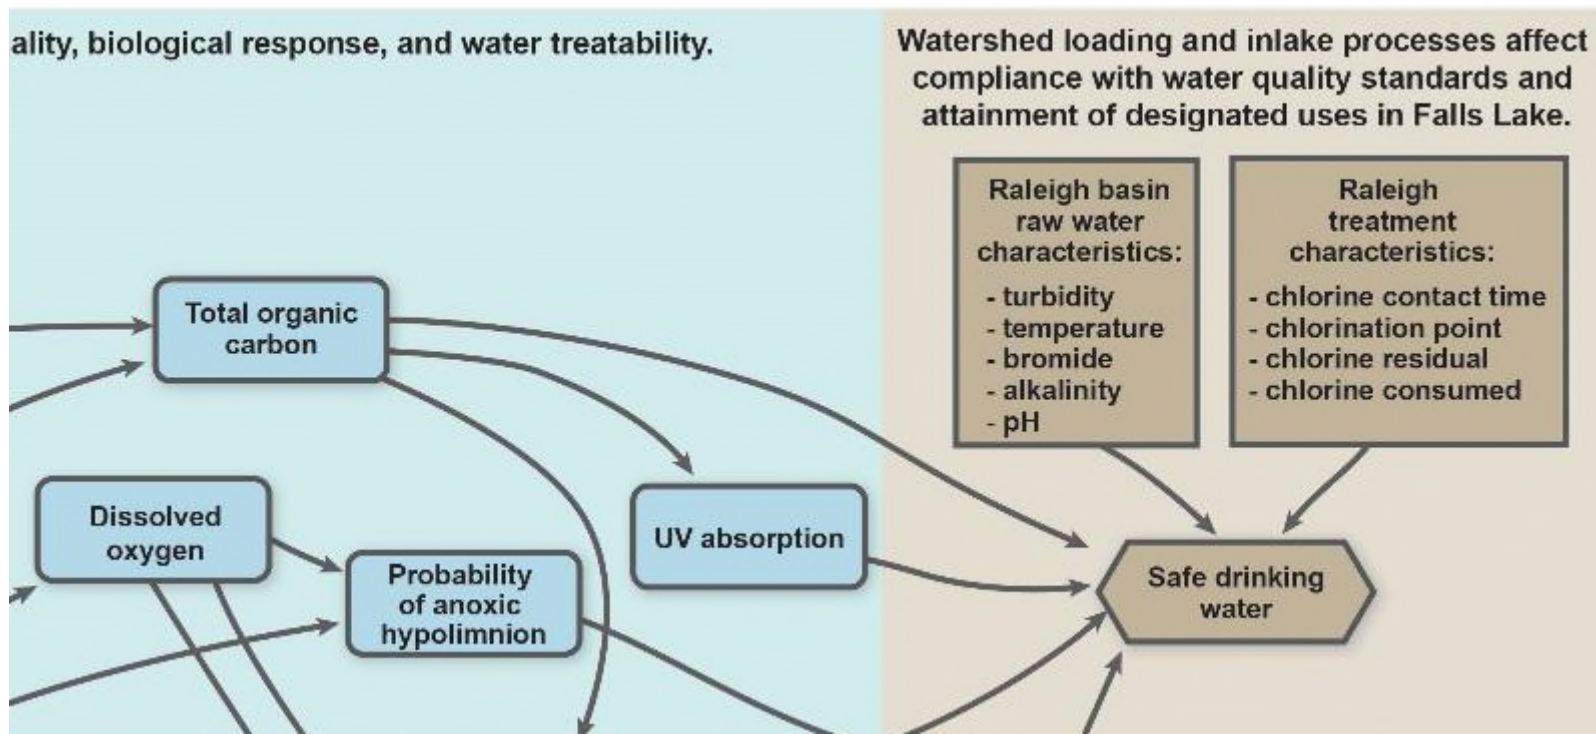 ality, biological response, and water treatability.
Watershed loading and inlake processes affect
compliance with water quality standards and
attainment of designated uses in Falls Lake.
Raleigh basin
raw water
characteristics:
- turbidity
- temperature
- bromide
- alkalinity
- pH
Raleigh
treatment
characteristics:
- chlorine contact time
- chlorination point
- chlorine residual
- chlorine consumed
Total organic
carbon
Dissolved
oxygen
Probability
of anoxic
hypolimnion
UV absorption
Safe drinking
water